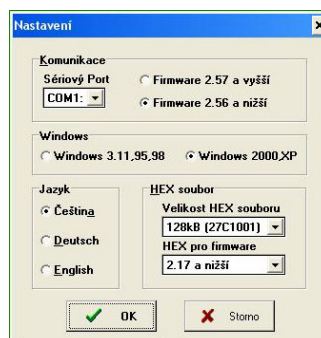 Nastavení
Komunikace
Sériový Port
COM1:
Firmware 2.57 a vyšší
Firmware 2.56 a nižší
Windows
Windows 3.11,95,98
Windows 2000,XP
Jazyk
Čeština
Deutsch
English
HEX soubor
Velikost HEX souboru
128kB (27C1001)
HEX pro firmware
2.17 a nižší
OK
Storno